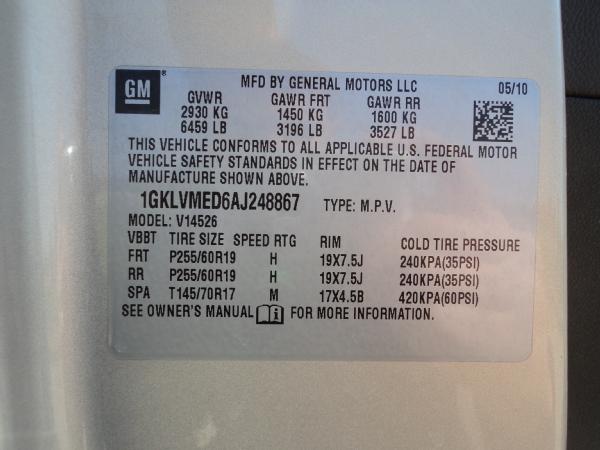 GM ® MFD BY GENERAL MOTORS LLC 05/10
GVWR GAWR FRT GAWR RR
2930 KG 1450 KG 1600 KG
6459 LB 3196 LB 3527 LB
THIS VEHICLE CONFORMS TO ALL APPLICABLE U.S. FEDERAL MOTOR
VEHICLE SAFETY STANDARDS IN EFFECT ON THE DATE OF
MANUFACTURE SHOWN ABOVE.
1GKLVMED6AJ248867 TYPE: M.P.V.
MODEL: V14526
VBBT TIRE SIZE SPEED RTG RIM COLD TIRE PRESSURE
FRT P255/60R19 H 19X7.5J 240KPA(35PSI)
RR P255/60R19 H 19X7.5J 240KPA(35PSI)
SPA T145/70R17 M 17X4.5B 420KPA(60PSI)
SEE OWNER'S MANUAL FOR MORE INFORMATION.